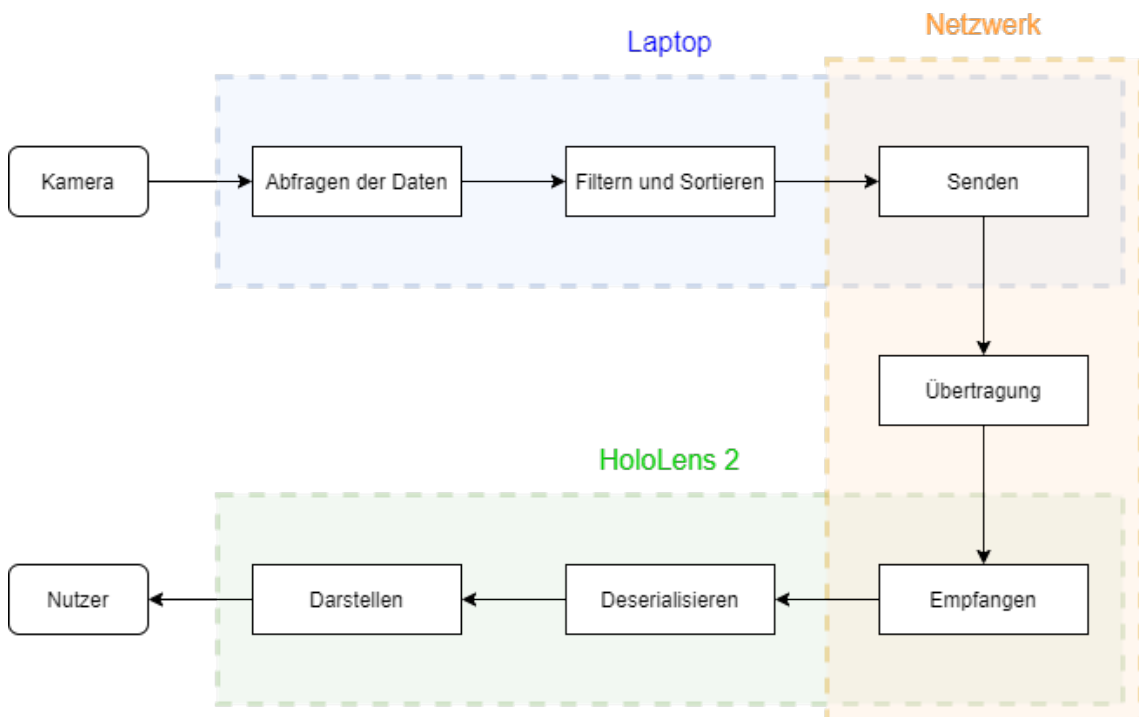 Netzwerk
Laptop
Kamera
Abfragen der Daten
Filtern und Sortieren
Senden
Übertragung
HoloLens 2
Nutzer
Darstellen
Deserialisieren
Empfangen